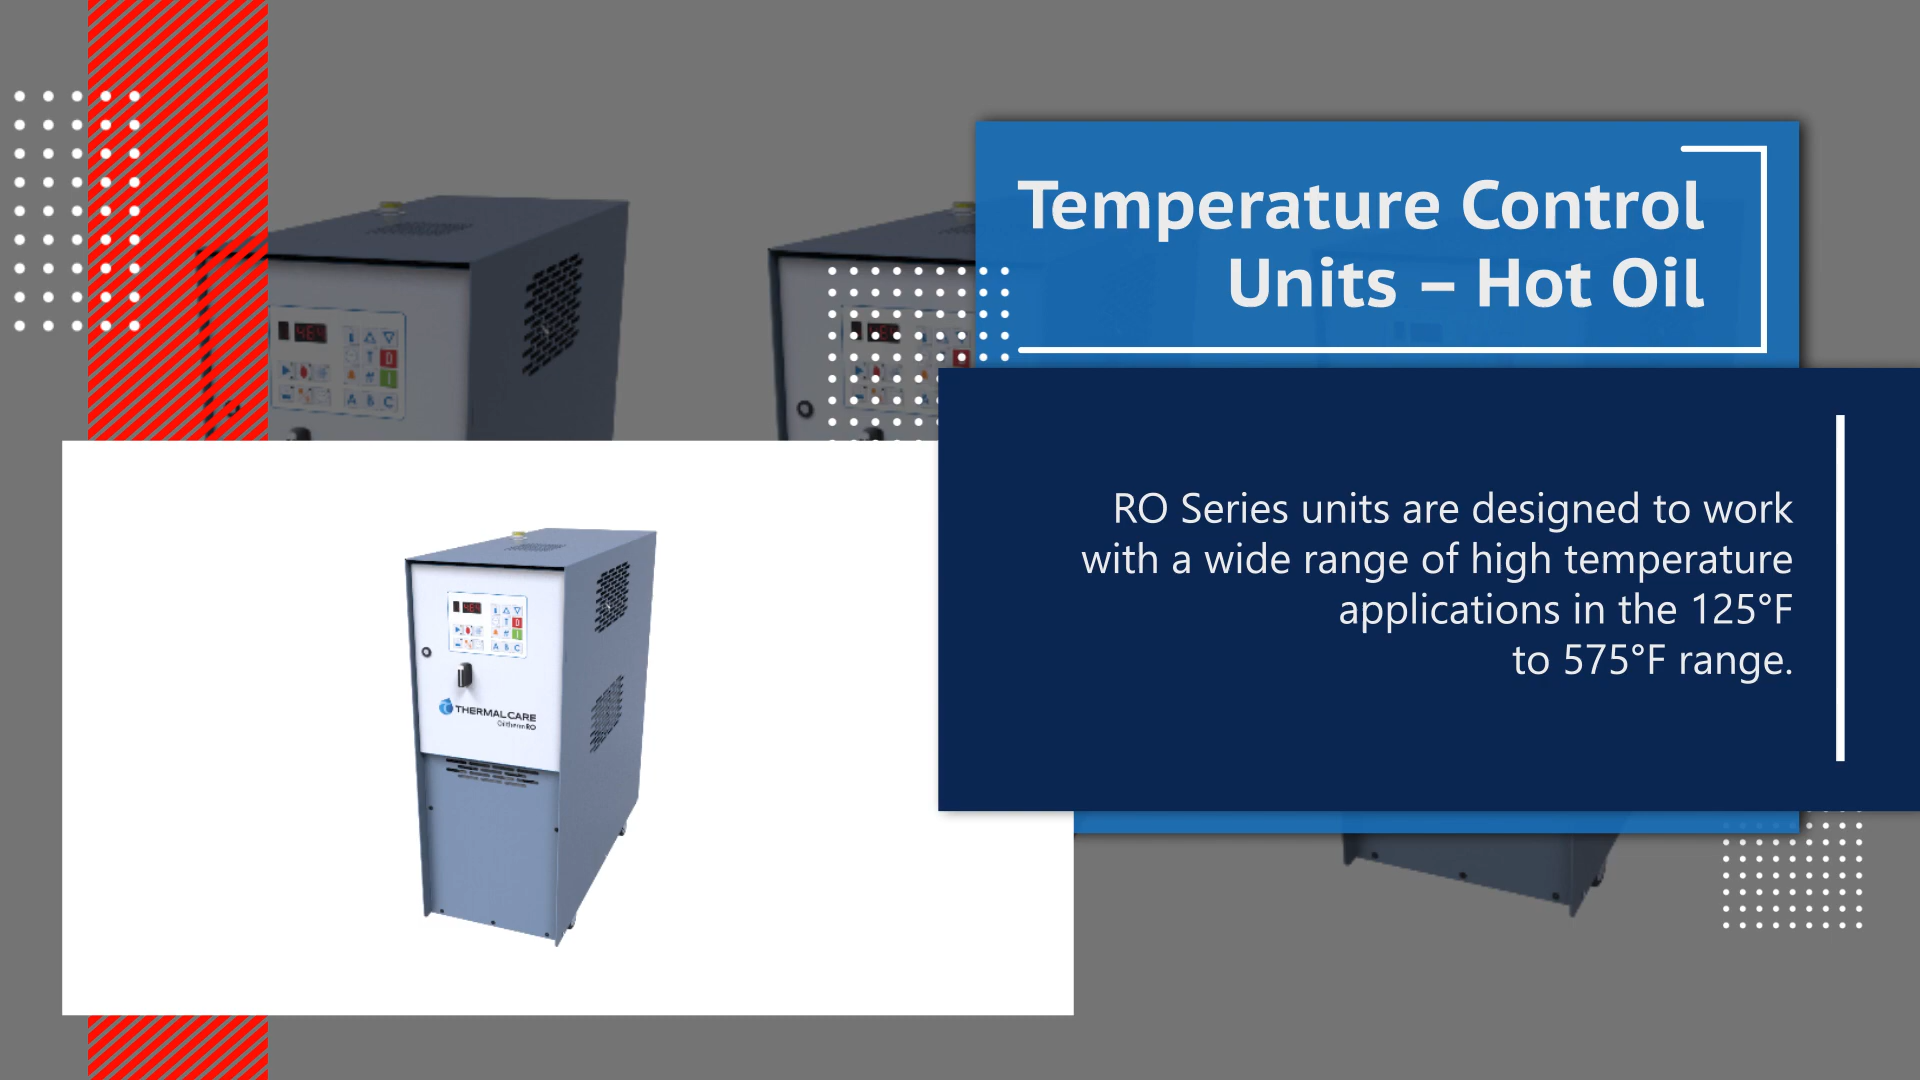 Temperature Control
Units – Hot Oil
RO Series units are designed to work
with a wide range of high temperature
applications in the 125°F
to 575°F range.
D
I
A B C
D
T
I
A B C
THERMALCARE
RO